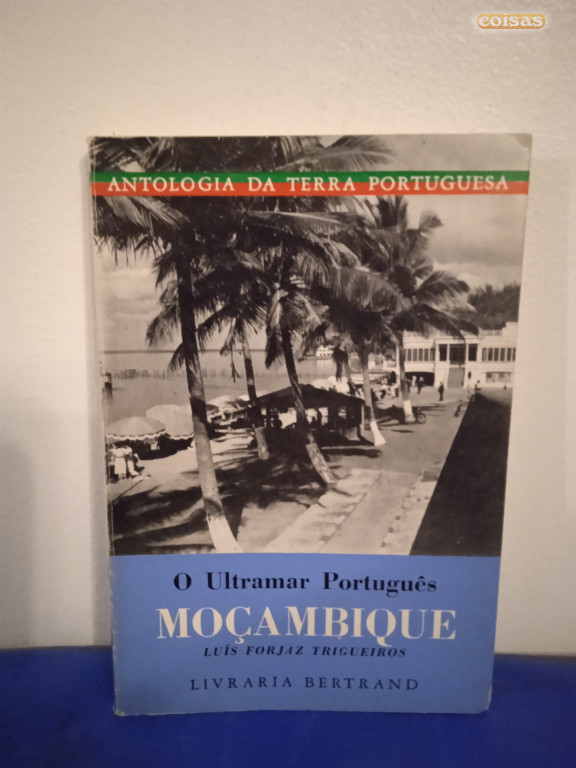 coisas
ANTOLOGIA DA TERRA PORTUGUESA
O Ultramar Português
MOÇAMBIQUE
LUÍS FORJAZ TRIGUEIROS
LIVRARIA BERTRAND